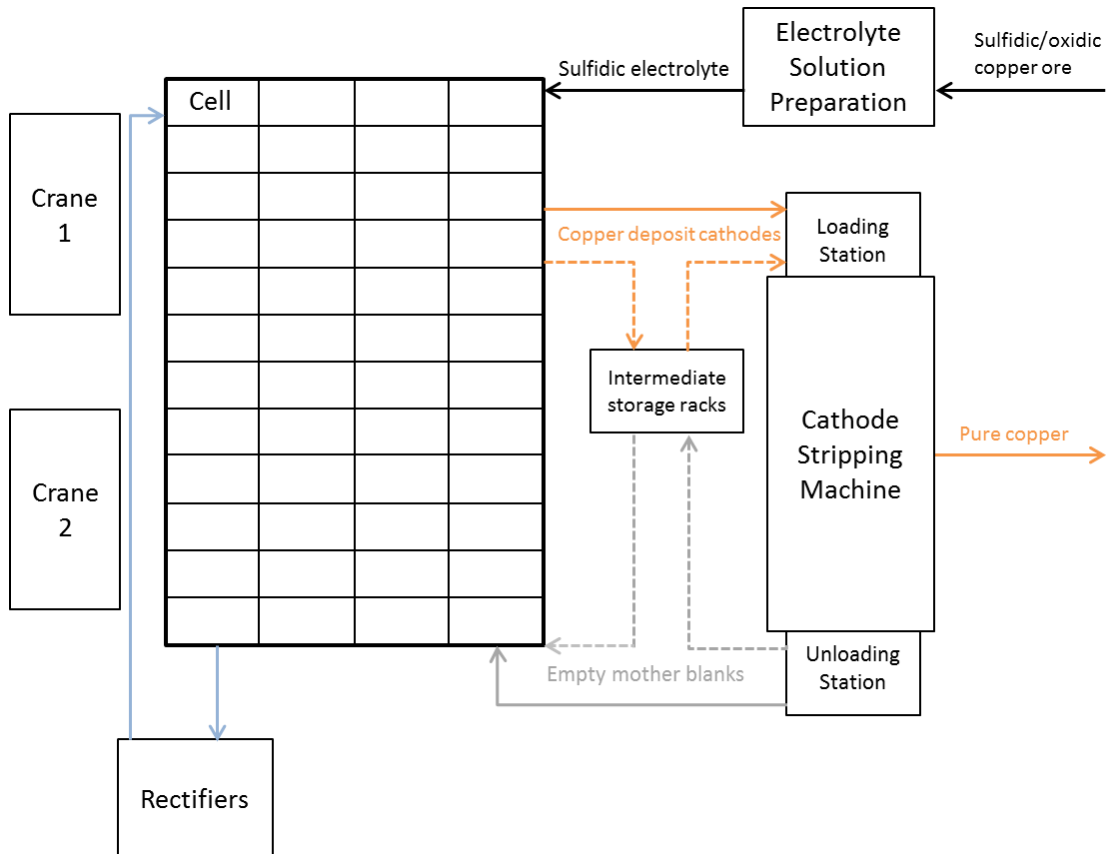 Electrolyte
Solution
Preparation
Sulfidic/oxidic
copper ore
Sulfidic electrolyte
Cell
Crane
1
Loading
Station
Copper deposit cathodes
Intermediate
storage racks
Cathode
Stripping
Machine
Pure copper
Crane
2
Unloading
Station
Empty mother blanks
Rectifiers